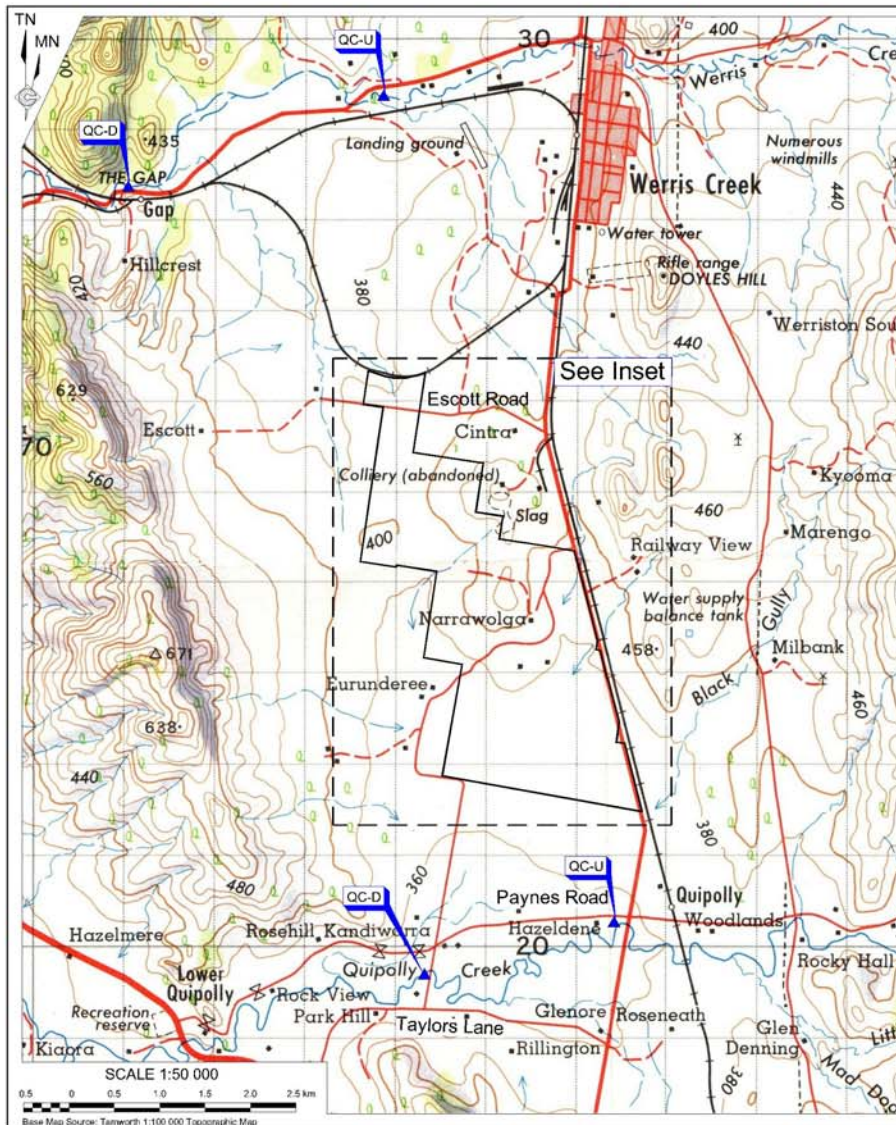 TN
MN
QC-U
30
400
Werris
Cre
QC-D
435
THE GAP
Gap
Landing ground
Numerous
windmills
Werris Creek
440
Hillcrest
420
Water tower
Rifle range
DOYLES HILL
380
Werriston Sou
440
See Inset
629
Escott Road
Escott
Cintra
70
Colliery (abandoned)
560
Kyooma
460
Slag
400
Marengo
Railway View
Water supply
balance tank
Gully
Narrawolga
671
458
Milbank
Black
Eurunderee
638
460
440
380
480
QC-D
360
QC-U
Paynes Road
Quipolly
Hazelmere
Rosehill
Kandiwarra
Hazeldene
Woodlands
Lower
Quipolly
Quipolly
Creek
20
Rocky Hall
Rock View
Recreation
reserve
Park Hill
Glenore
Roseneath
Taylors Lane
Glen
Denning
Litt
Kiaora
Rillington
Mad Doo
380
SCALE 1:50 000
0.5
0
0.5
1.0
1.5
2.0
2.5 km
Base Map Source: Tamworth 1:100 000 Topographic Map